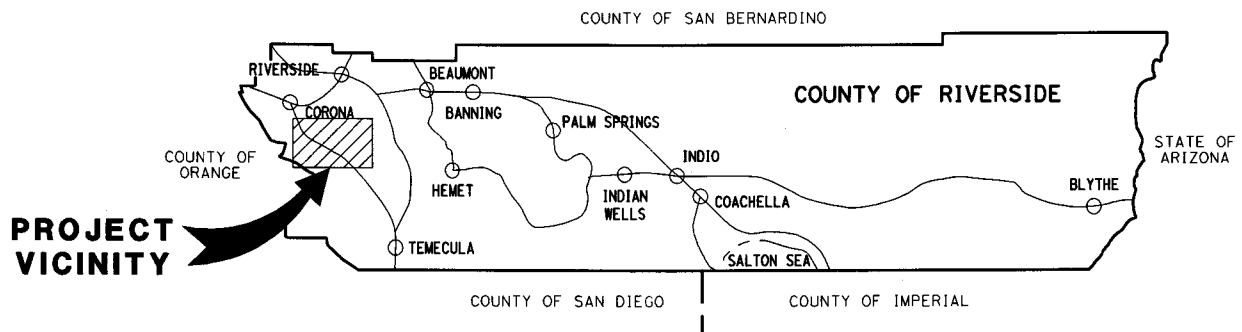 COUNTY OF SAN BERNARDINO
RIVERSIDE
BEAUMONT
COUNTY OF RIVERSIDE
CORONA
BANNING
PALM SPRINGS
STATE OF
ARIZONA
COUNTY OF
ORANGE
INDIO
HEMET
INDIAN
WELLS
COACHELLA
BLYTHE
PROJECT
VICINITY
TEMECULA
SALTON SEA
COUNTY OF SAN DIEGO
COUNTY OF IMPERIAL